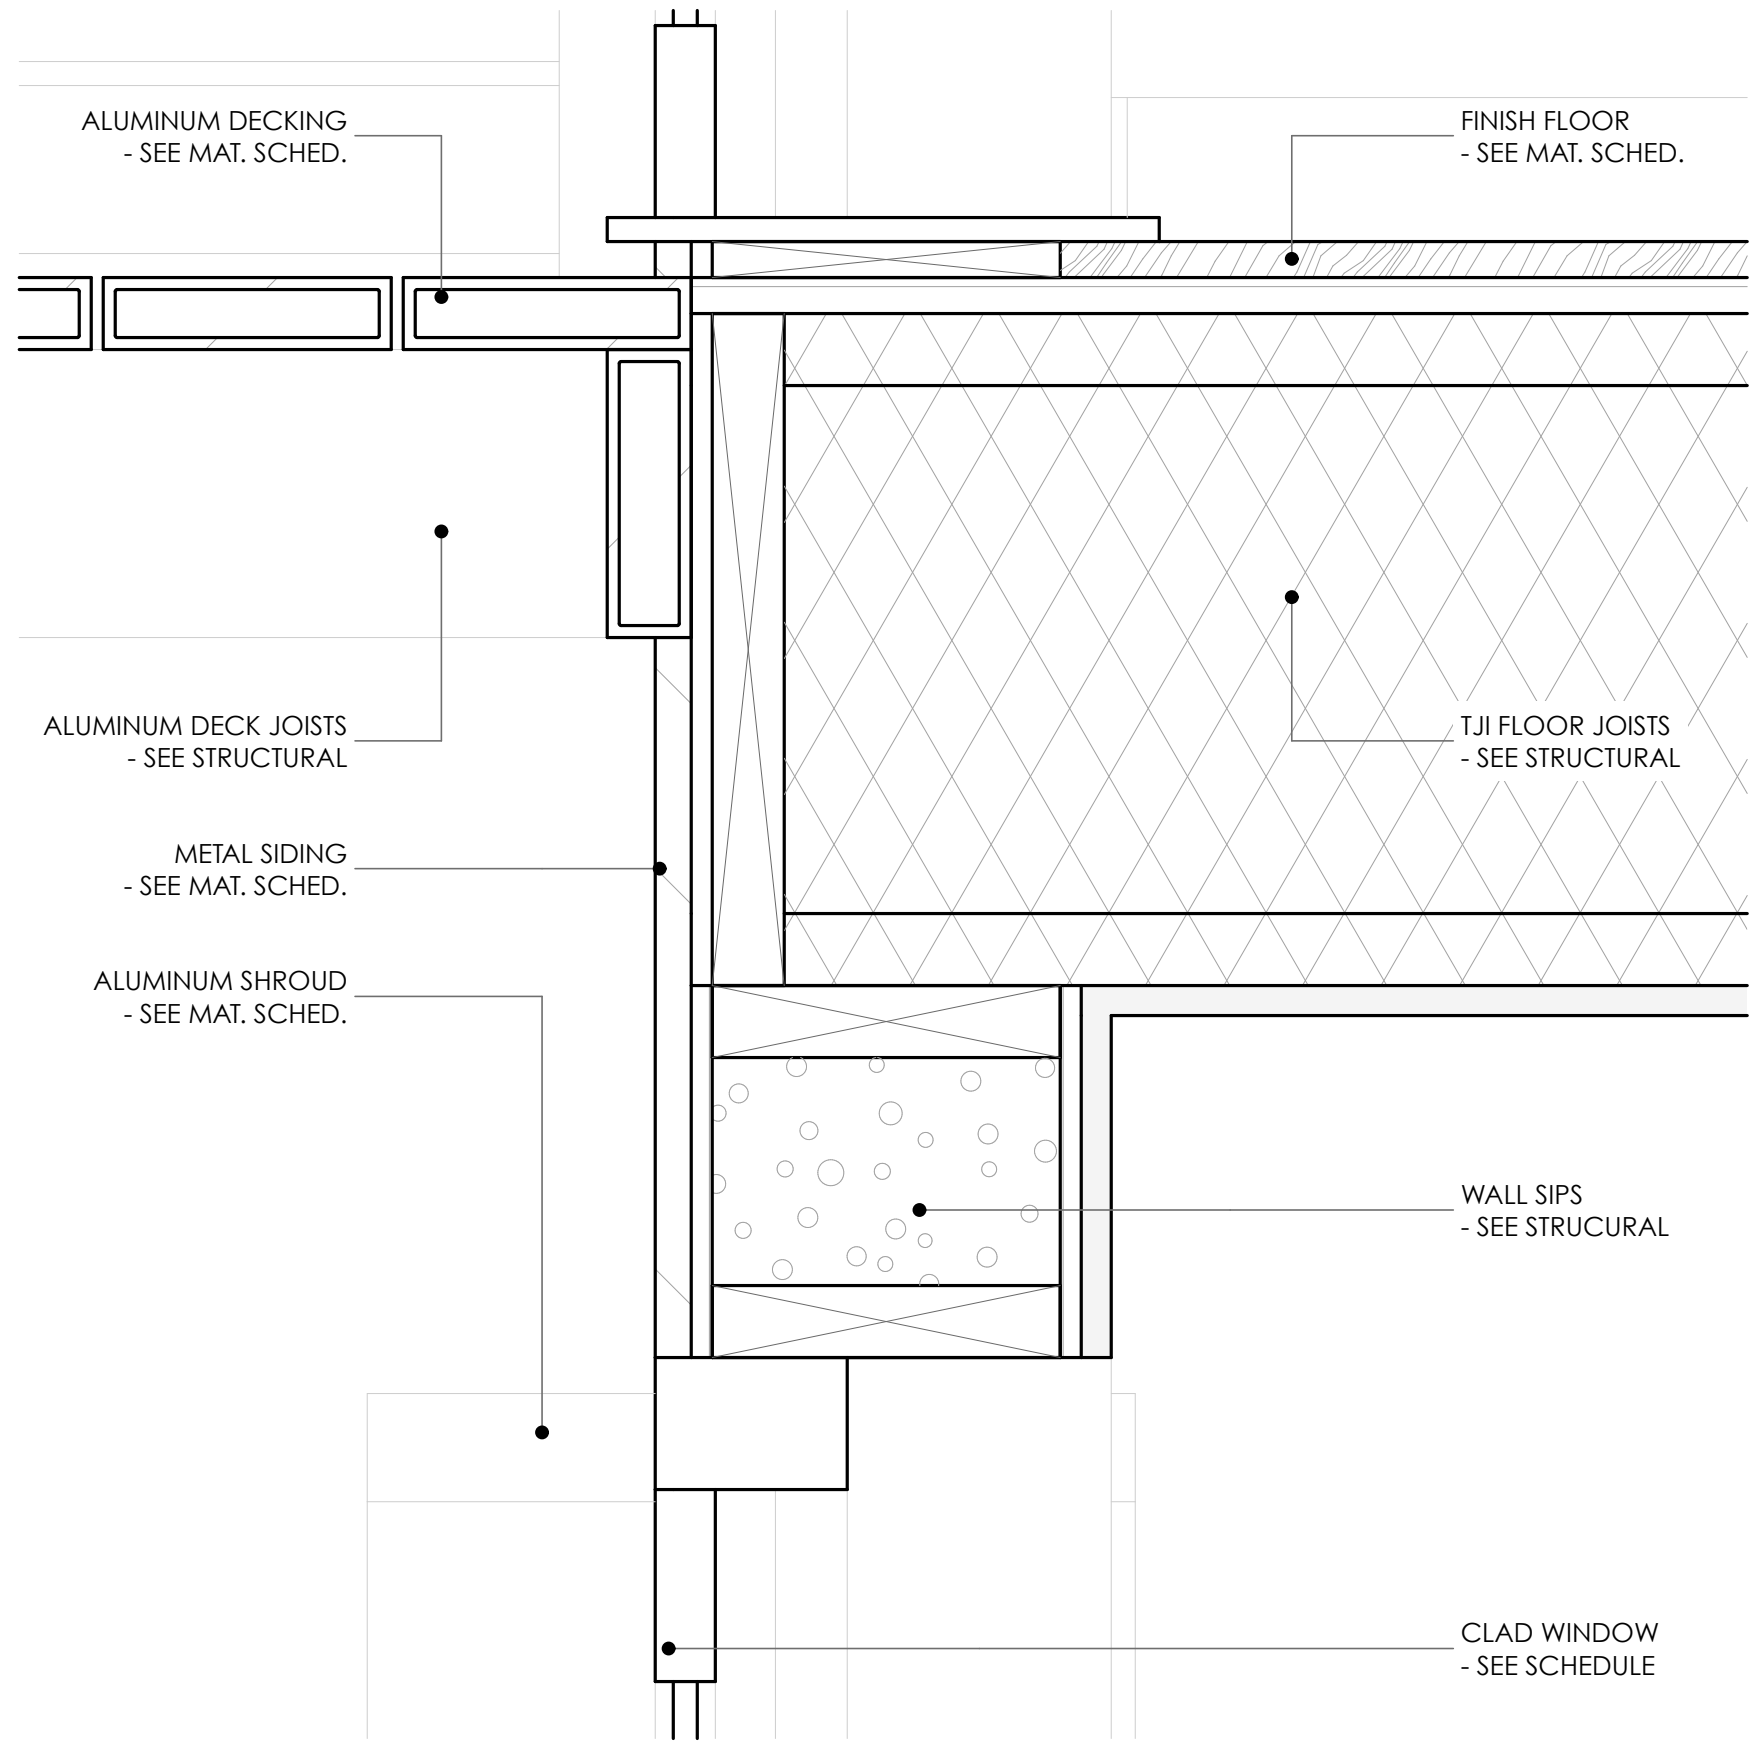 ALUMINUM DECKING
- SEE MAT. SCHED.
FINISH FLOOR
- SEE MAT. SCHED.
ALUMINUM DECK JOISTS
- SEE STRUCTURAL
TJI FLOOR JOISTS
- SEE STRUCTURAL
METAL SIDING
- SEE MAT. SCHED.
ALUMINUM SHROUD
- SEE MAT. SCHED.
WALL SIPS
- SEE STRUCURAL
CLAD WINDOW
- SEE SCHEDULE